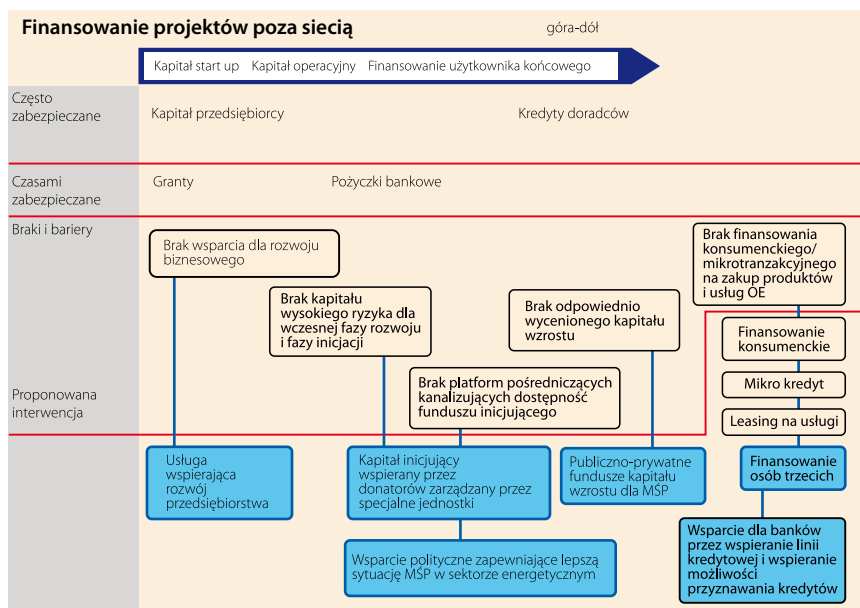 Finansowanie projektów poza siecią
góra-dół
Kapitał start up Kapitał operacyjny Finansowanie użytkownika końcowego
Często
zabezpieczane
Kapitał przedsiębiorcy
Kredyty doradców
Czasami
zabezpieczane
Granty
Pożyczki bankowe
Braki i bariery
Brak wsparcia dla rozwoju
biznesowego
Brak kapitału
wysokiego ryzyka dla
wczesnej fazy rozwoju
i fazy inicjacji
Brak platform pośredniczących
kanalizujących dostępność
funduszu inicjującego
Brak odpowiednio
wycenionego kapitału
wzrostu
Brak finansowania
konsumenckiego/
mikrotranzakcyjnego
na zakup produktów
i usług OE
Finansowanie
konsumenckie
Mikro kredyt
Leasing na usługi
Proponowana
interwencja
Usługa
wspierająca
rozwój
przedsiębiorstwa
Kapitał inicjujący
wspierany przez
donatorów zarządzany przez
specjalne jednostki
Publiczno-prywatne
fundusze kapitału
wzrostu dla MŚP
Finansowanie
osób trzecich
Wsparcie polityczne zapewniające lepszą
sytuację MŚP w sektorze energetycznym
Wsparcie dla banków
przez wspieranie linii
kredytowej i wspieranie
możliwości
przyznawania kredytów